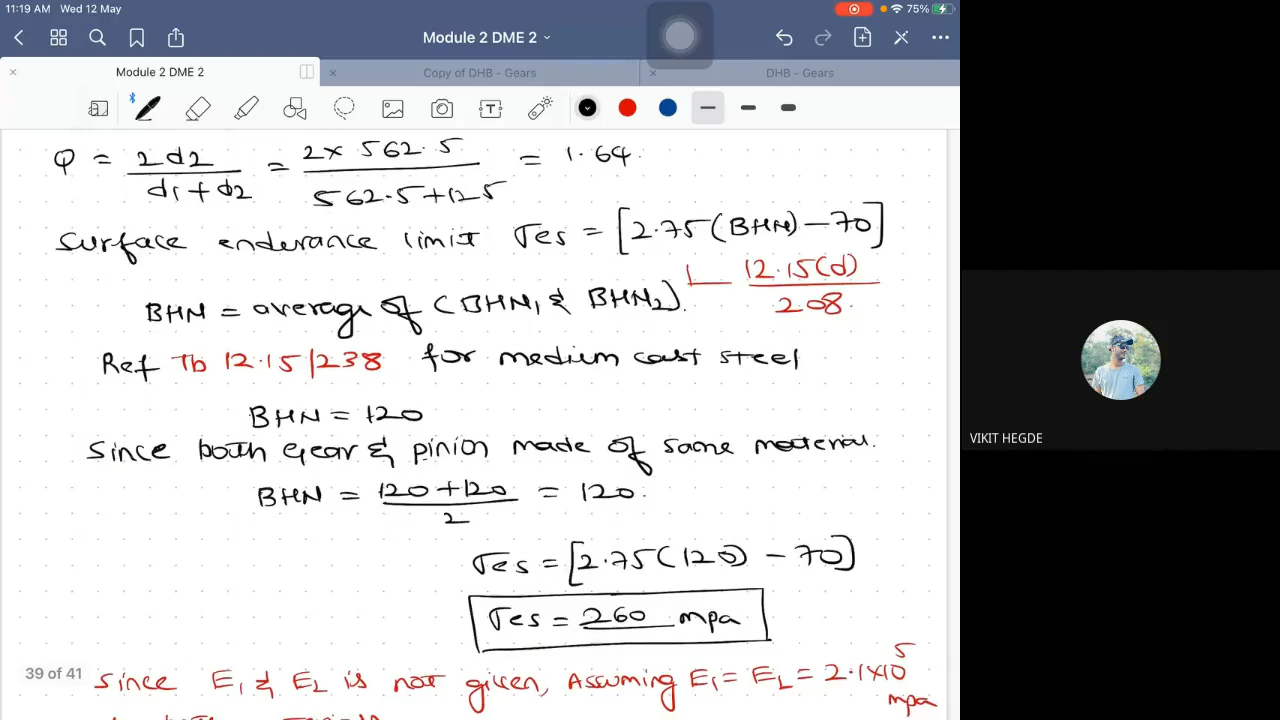 11:19 AM Wed 12 May
75%
Module 2 DME 2
Module 2 DME 2
Copy of DHB - Gears
DHB - Gears
Q = 2d2 / d1+d2 = 2x 562.5 / 562.5+125 = 1.64.
Surface endurance limit σes = [2.75(BHN) - 70]
BHN = average of (BHN1 & BHN2).
12.15(d) / 208
Ref Tb 12.15/238 for medium cast steel
BHN = 120
Since both Gear & pinion made of same material.
BHN = 120+120 / 2 = 120.
σes = [2.75(120) - 70]
σes = 260 mpa
39 of 41
Since E1 & E2 is not given, Assuming E1 = E2 = 2.1x10^5 mpa
VIKIT HEGDE